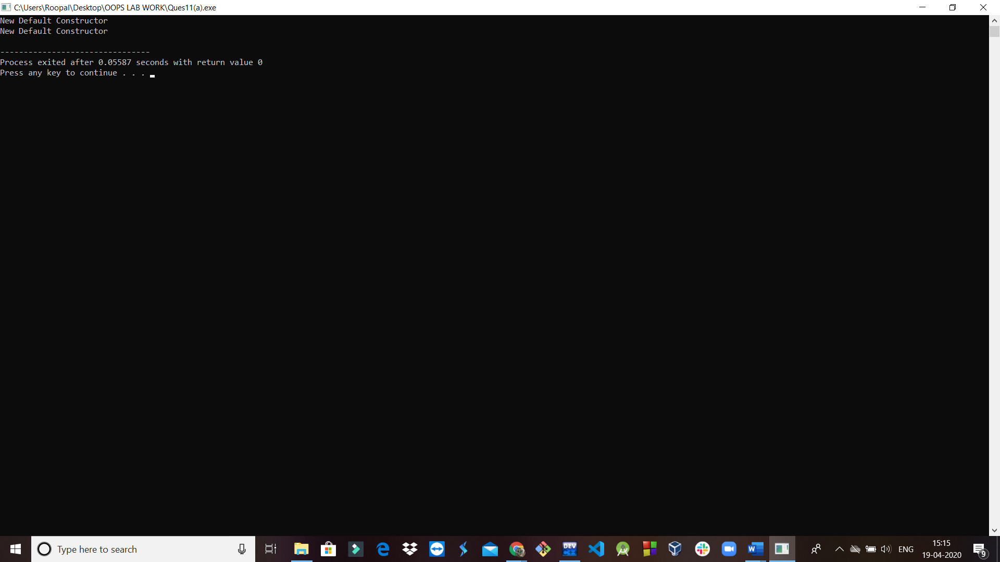 C:\Users\Roopal\Desktop\OOPS LAB WORK\Ques11(a).exe
New Default Constructor
New Default Constructor
--------------------------------
Process exited after 0.05587 seconds with return value 0
Press any key to continue . . .
Type here to search
DEV
C++
W
ENG
15:15
19-04-2020
9